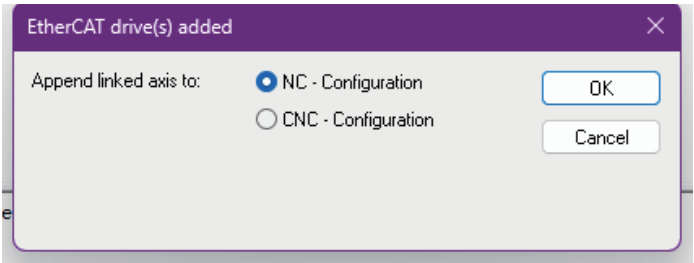 EtherCAT drive(s) added
Append linked axis to:
NC - Configuration
OK
CNC - Configuration
Cancel
e